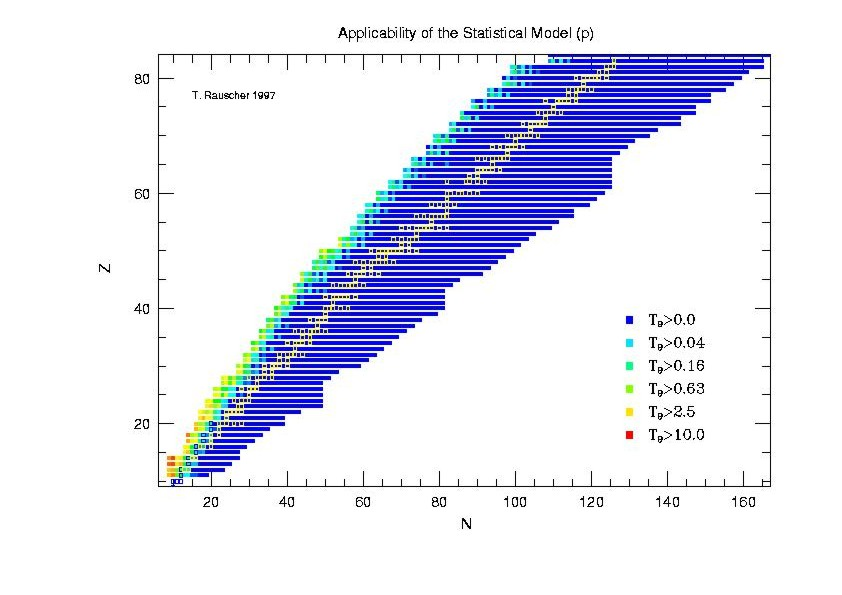 Applicability of the Statistical Model (p)
80
T. Rauscher 1997
60
Z
40
T9>0.0
T9>0.04
T9>0.16
T9>0.63
T9>2.5
T9>10.0
20
20 40 60 80 100 120 140 160
N